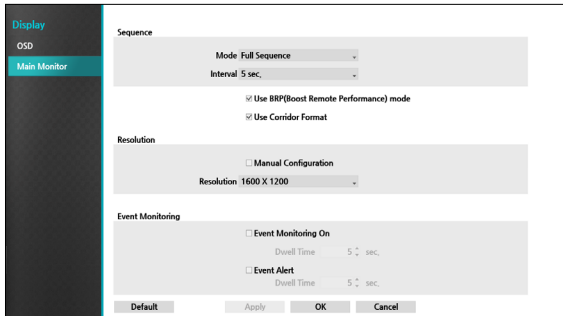 Display
OSD
Main Monitor
Sequence
Mode Full Sequence
Interval 5 sec.
Use BRP(Boost Remote Performance) mode
Use Corridor Format
Resolution
Manual Configuration
Resolution 1600 X 1200
Event Monitoring
Event Monitoring On
Dwell Time 5 sec.
Event Alert
Dwell Time 5 sec.
Default Apply OK Cancel